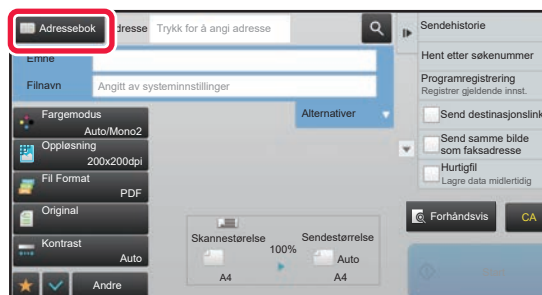 Adressebok
dresse Trykk for å angi adresse
Emne
Filnavn Angitt av systeminnstillinger
Alternativer
Fargemodus
Auto/Mono2
Oppløsning
200x200dpi
Fil Format
PDF
Original
Kontrast
Auto
Andre
Skannestørelse
A4
100%
Sendestørrelse
Auto
A4
Sendehistorie
Hent etter søkenummer
Programregistrering
Registrer gjeldende innst.
Send destinasjonslink
Send samme bilde
som faksadresse
Hurtigfil
Lagre data midlertidig
Forhåndsvis
CA